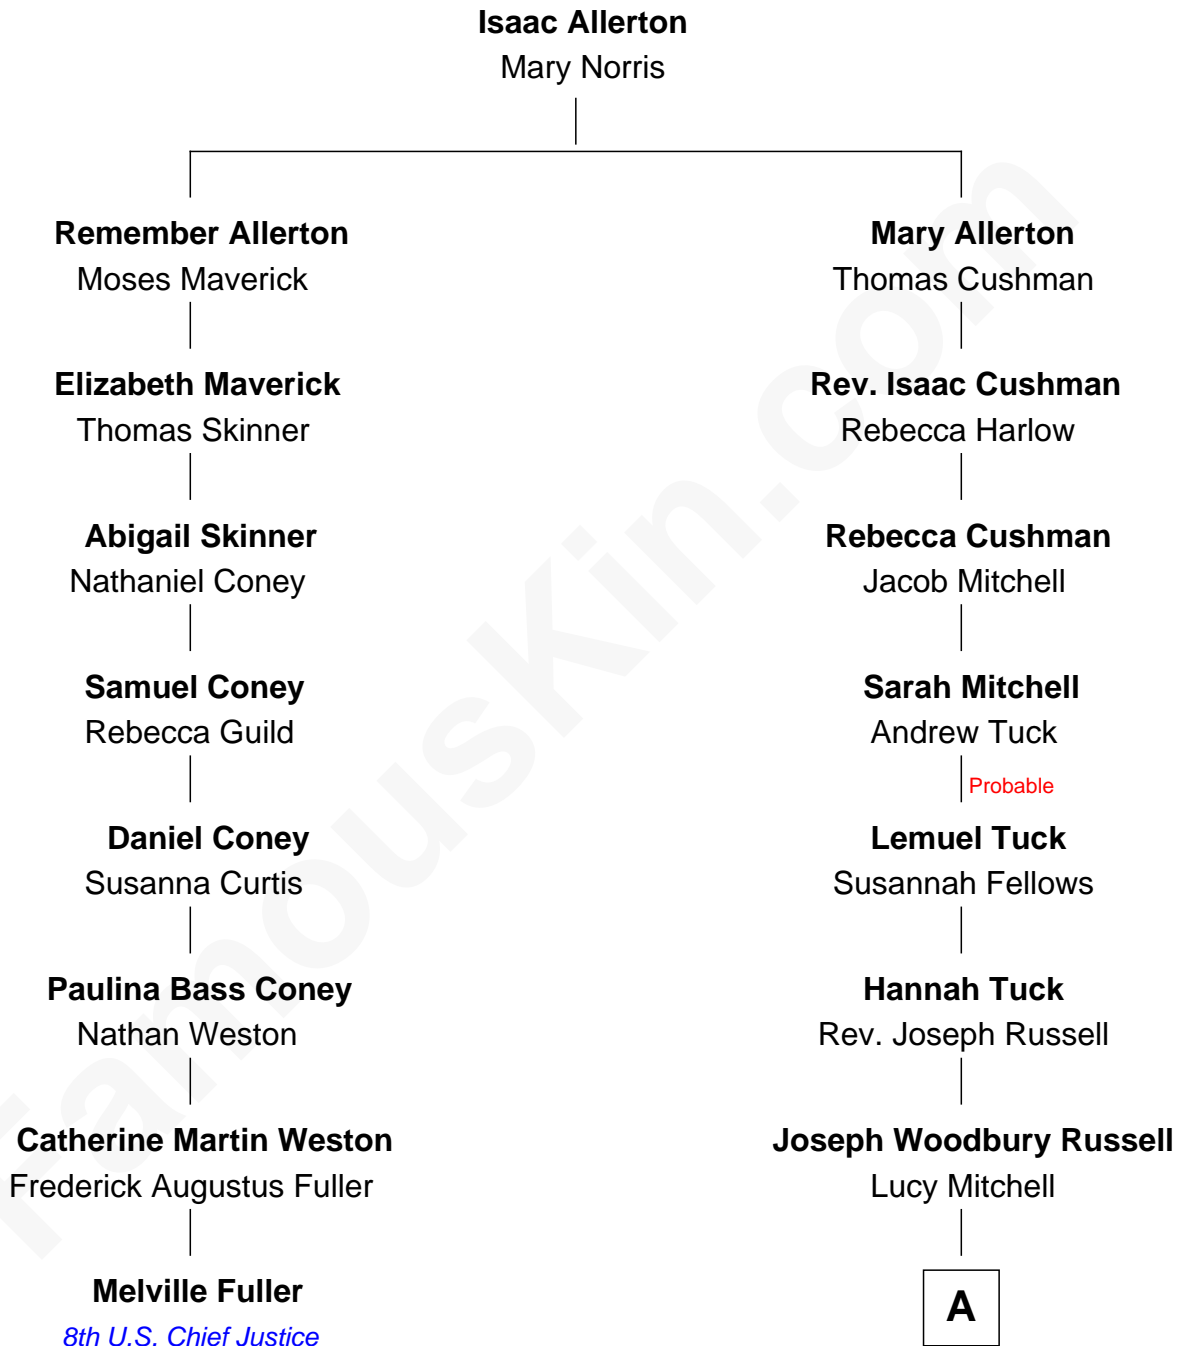 Isaac Allerton
Mary Norris
Remember Allerton
Moses Maverick
Mary Allerton
Thomas Cushman
Elizabeth Maverick
Thomas Skinner
Rev. Isaac Cushman
Rebecca Harlow
Abigail Skinner
Nathaniel Coney
Rebecca Cushman
Jacob Mitchell
Samuel Coney
Rebecca Guild
Sarah Mitchell
Andrew Tuck
Probable
Daniel Coney
Susanna Curtis
Lemuel Tuck
Susannah Fellows
Paulina Bass Coney
Nathan Weston
Hannah Tuck
Rev. Joseph Russell
Catherine Martin Weston
Frederick Augustus Fuller
Joseph Woodbury Russell
Lucy Mitchell
Melville Fuller
8th U.S. Chief Justice
A
FamousKin.com